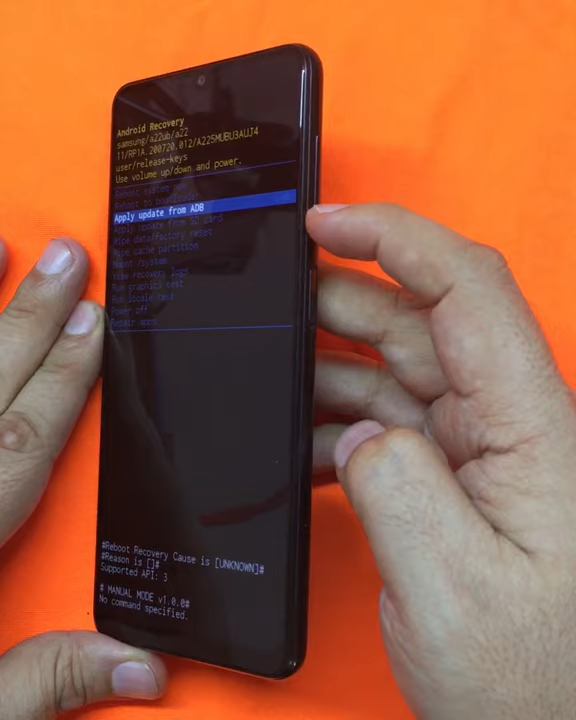 Android Recovery
samsung/a22ub/a22
11/RP1A.200720.012/A225MUBU3AUJ4
user/release-keys
Use volume up/down and power.
Reboot system now
Reboot to bootloader
Apply update from ADB
Apply update from SD card
Wipe data/factory reset
Wipe cache partition
Mount /system
View recovery logs
Run graphics test
Run locale test
Power off
Repair apps
#Reboot Recovery Cause is [UNKNOWN]#
#Reason is []#
Supported API: 3
# MANUAL MODE v1.0.0#
No command specified.